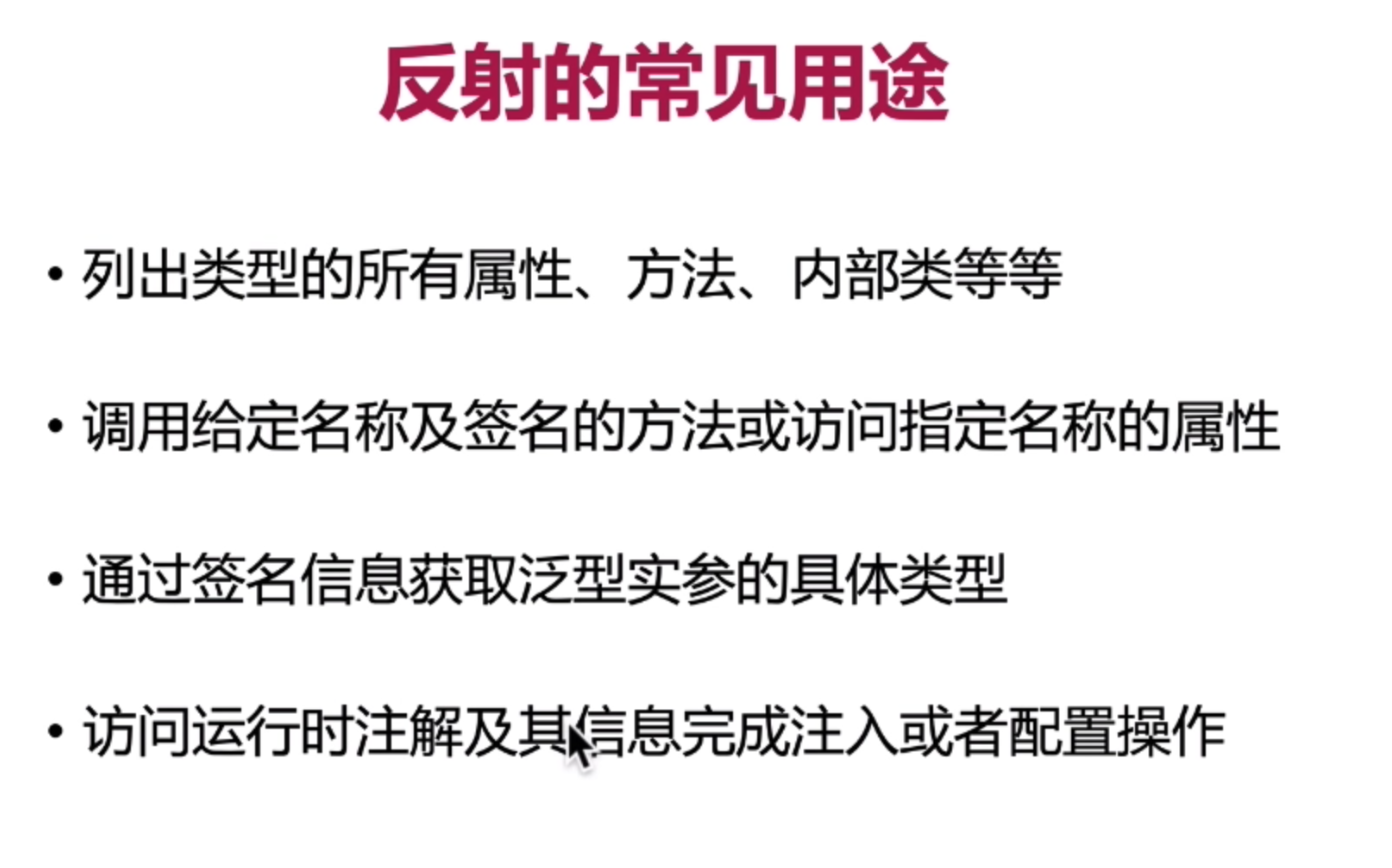 反射的常见用途
• 列出类型的所有属性、方法、内部类等等
• 调用给定名称及签名的方法或访问指定名称的属性
• 通过签名信息获取泛型实参的具体类型
• 访问运行时注解及其信息完成注入或者配置操作